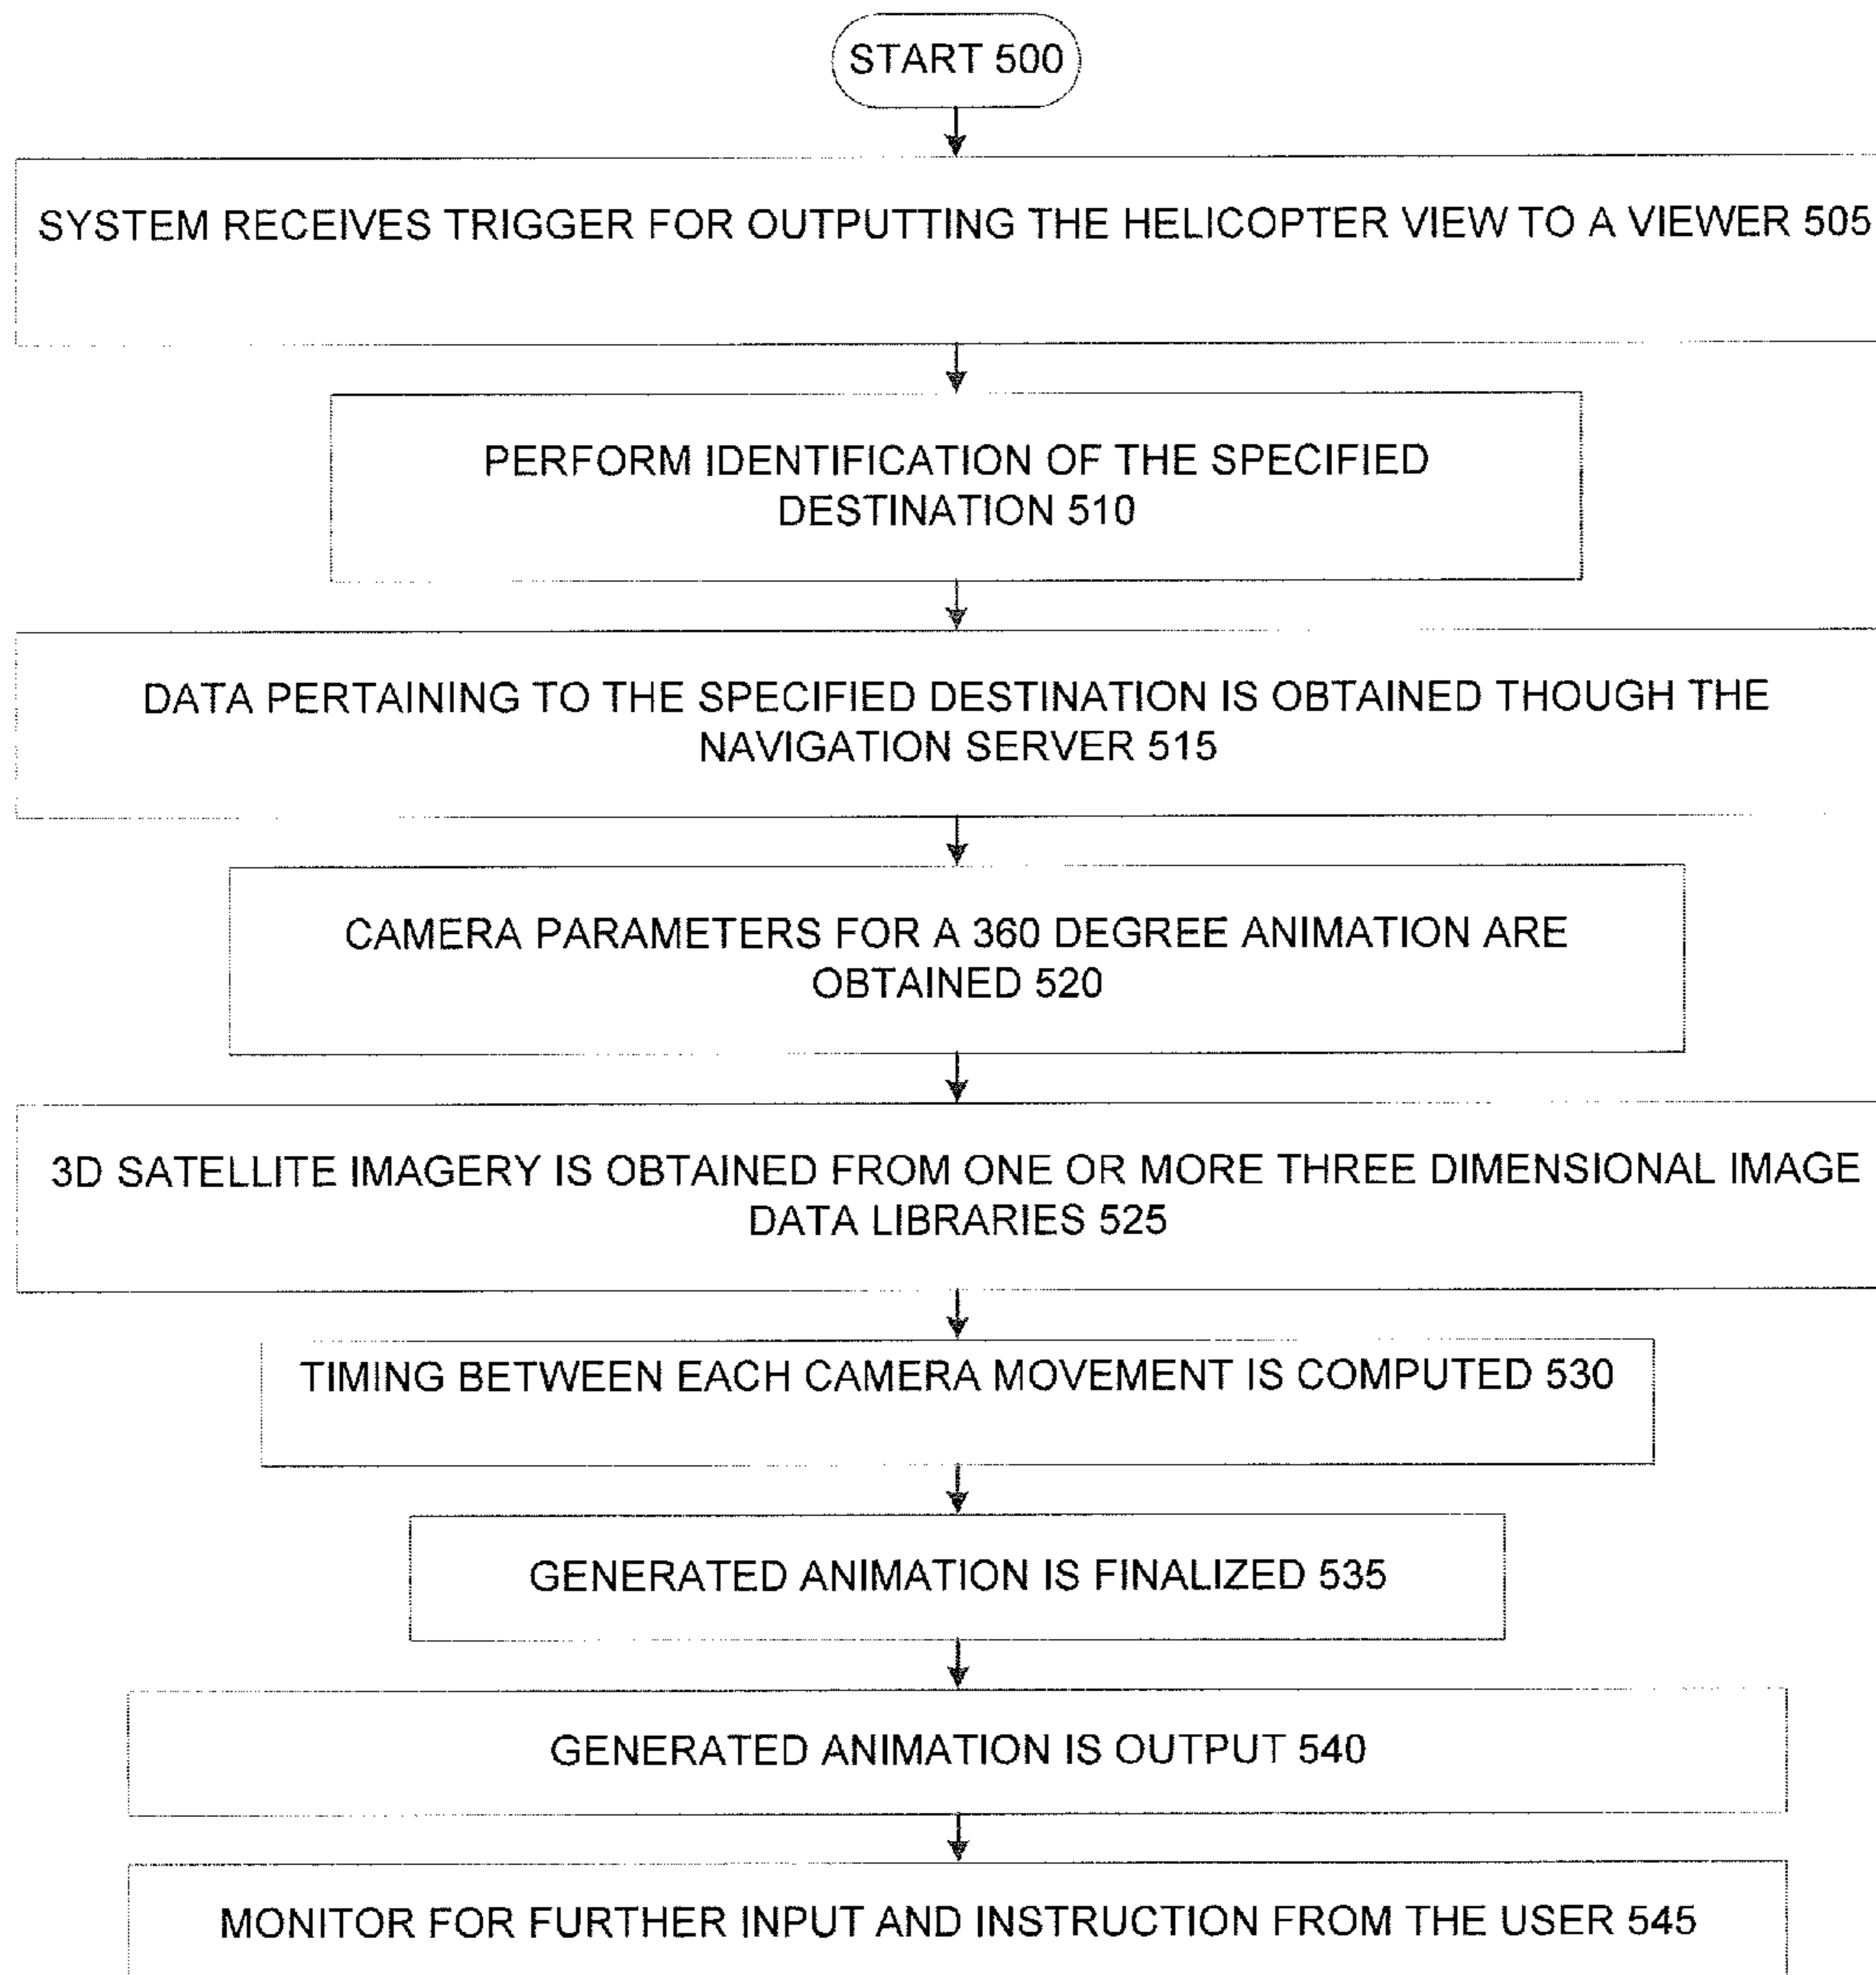 START 500
SYSTEM RECEIVES TRIGGER FOR OUTPUTTING THE HELICOPTER VIEW TO A VIEWER 505
PERFORM IDENTIFICATION OF THE SPECIFIED
DESTINATION 510
DATA PERTAINING TO THE SPECIFIED DESTINATION IS OBTAINED THOUGH THE
NAVIGATION SERVER 515
CAMERA PARAMETERS FOR A 360 DEGREE ANIMATION ARE
OBTAINED 520
3D SATELLITE IMAGERY IS OBTAINED FROM ONE OR MORE THREE DIMENSIONAL IMAGE
DATA LIBRARIES 525
TIMING BETWEEN EACH CAMERA MOVEMENT IS COMPUTED 530
GENERATED ANIMATION IS FINALIZED 535
GENERATED ANIMATION IS OUTPUT 540
MONITOR FOR FURTHER INPUT AND INSTRUCTION FROM THE USER 545